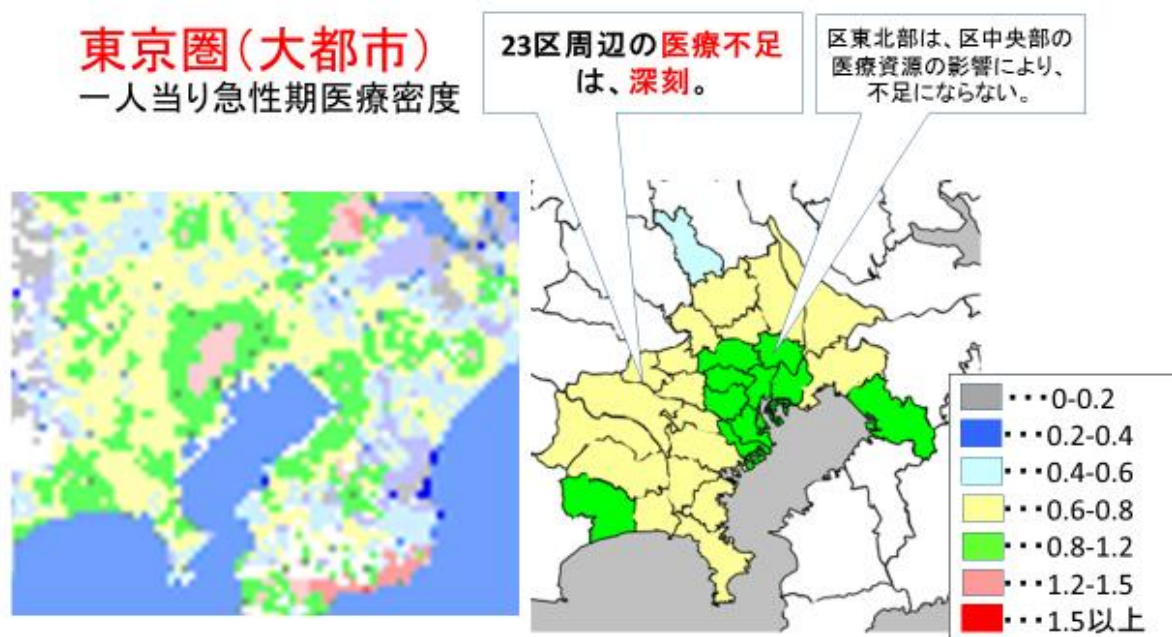 東京圏(大都市)
一人当り急性期医療密度
23区周辺の医療不足
は、深刻。
区東北部は、区中央部の
医療資源の影響により、
不足にならない。
・・・0-0.2
・・・0.2-0.4
・・・0.4-0.6
・・・0.6-0.8
・・・0.8-1.2
・・・1.2-1.5
・・・1.5以上